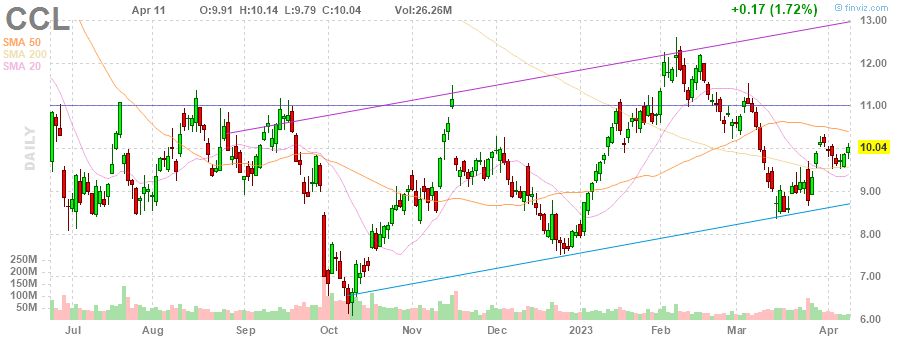 CCL
Apr 11 O:9.91 H:10.14 L:9.79 C:10.04 Vol:26.26M +0.17 (1.72%)
© finviz.com
SMA 50
SMA 200
SMA 20
DAILY
13.00
12.00
11.00
10.04
9.00
8.00
7.00
6.00
250M
200M
150M
100M
50M
Jul Aug Sep Oct Nov Dec 2023 Feb Mar Apr